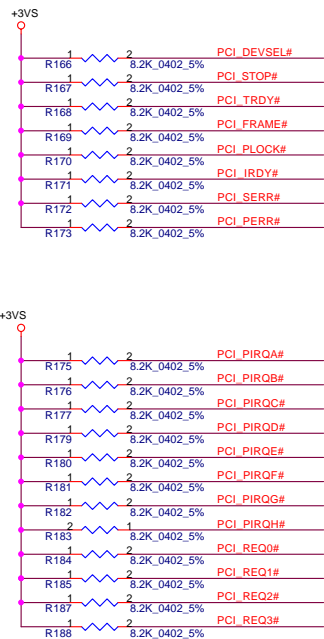 +3VS
1 2 PCI_DEVSEL#
R166 8.2K_0402_5%
1 2 PCI_STOP#
R167 8.2K_0402_5%
1 2 PCI_TRDY#
R168 8.2K_0402_5%
1 2 PCI_FRAME#
R169 8.2K_0402_5%
1 2 PCI_PLOCK#
R170 8.2K_0402_5%
1 2 PCI_IRDY#
R171 8.2K_0402_5%
1 2 PCI_SERR#
R172 8.2K_0402_5%
1 2 PCI_PERR#
R173 8.2K_0402_5%
+3VS
1 2 PCI_PIRQA#
R175 8.2K_0402_5%
1 2 PCI_PIRQB#
R176 8.2K_0402_5%
1 2 PCI_PIRQC#
R177 8.2K_0402_5%
1 2 PCI_PIRQD#
R179 8.2K_0402_5%
1 2 PCI_PIRQE#
R180 8.2K_0402_5%
1 2 PCI_PIRQF#
R181 8.2K_0402_5%
1 2 PCI_PIRQG#
R182 8.2K_0402_5%
2 1 PCI_PIRQH#
R183 8.2K_0402_5%
1 2 PCI_REQ0#
R184 8.2K_0402_5%
1 2 PCI_REQ1#
R185 8.2K_0402_5%
1 2 PCI_REQ2#
R187 8.2K_0402_5%
1 2 PCI_REQ3#
R188 8.2K_0402_5%